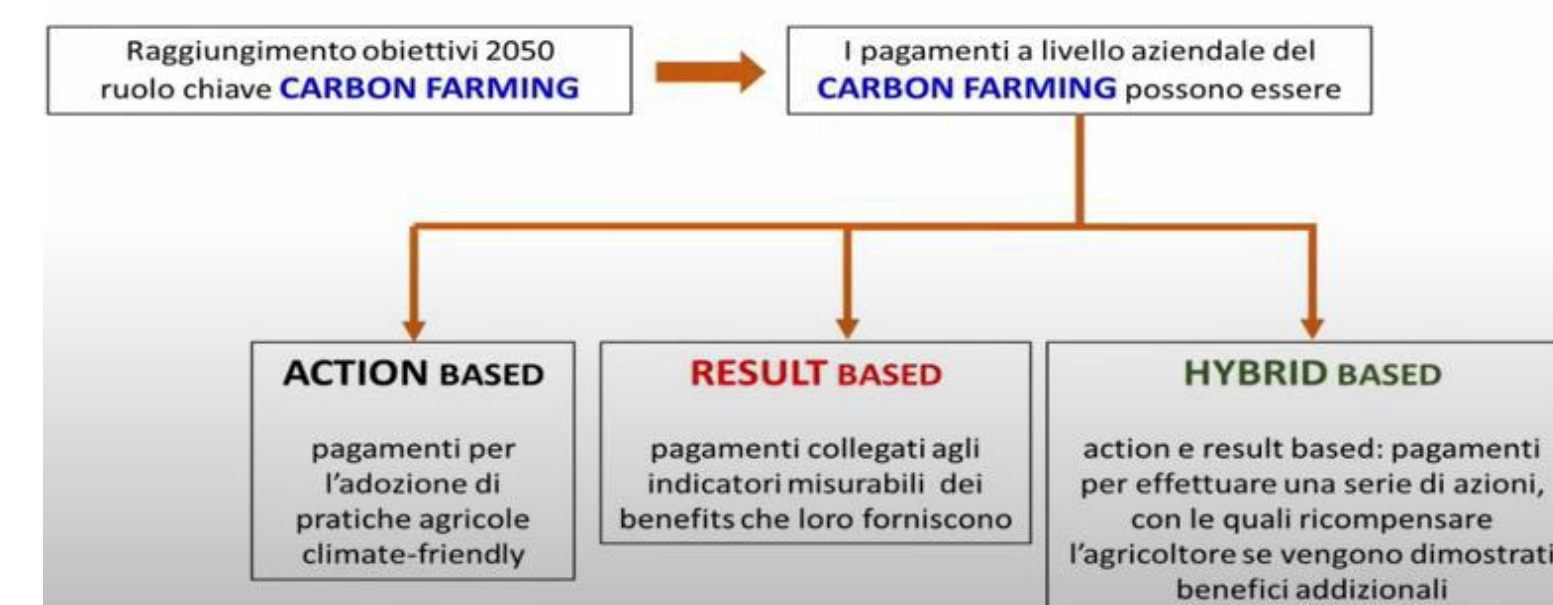 Raggiungimento obiettivi 2050
ruolo chiave CARBON FARMING
I pagamenti a livello aziendale del
CARBON FARMING possono essere
ACTION BASED
pagamenti per
l'adozione di
pratiche agricole
climate-friendly
RESULT BASED
pagamenti collegati agli
indicatori misurabili dei
benefits che loro forniscono
HYBRID BASED
action e result based: pagamenti
per effettuare una serie di azioni,
con le quali ricompensare
l'agricoltore se vengono dimostrati
benefici addizionali